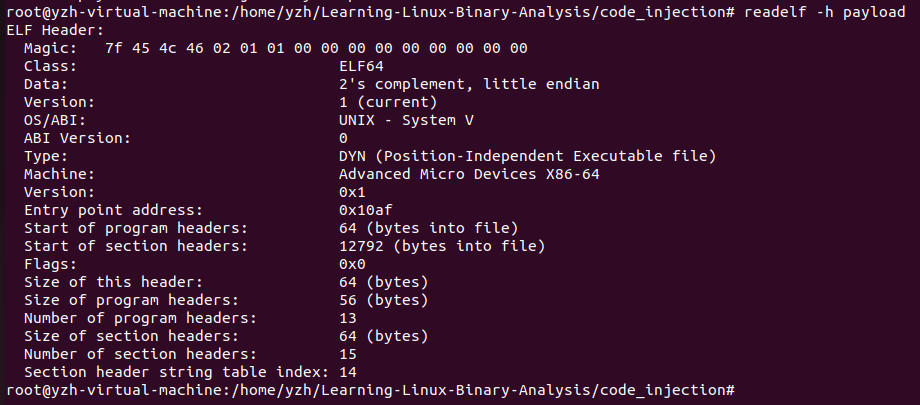 root@yzh-virtual-machine:/home/yzh/Learning-Linux-Binary-Analysis/code_injection# readelf -h payload
ELF Header:
  Magic:   7f 45 4c 46 02 01 01 00 00 00 00 00 00 00 00 00
  Class:                             ELF64
  Data:                              2's complement, little endian
  Version:                           1 (current)
  OS/ABI:                            UNIX - System V
  ABI Version:                       0
  Type:                              DYN (Position-Independent Executable file)
  Machine:                           Advanced Micro Devices X86-64
  Version:                           0x1
  Entry point address:               0x10af
  Start of program headers:          64 (bytes into file)
  Start of section headers:          12792 (bytes into file)
  Flags:                             0x0
  Size of this header:               64 (bytes)
  Size of program headers:           56 (bytes)
  Number of program headers:         13
  Size of section headers:           64 (bytes)
  Number of section headers:         15
  Section header string table index: 14
root@yzh-virtual-machine:/home/yzh/Learning-Linux-Binary-Analysis/code_injection#